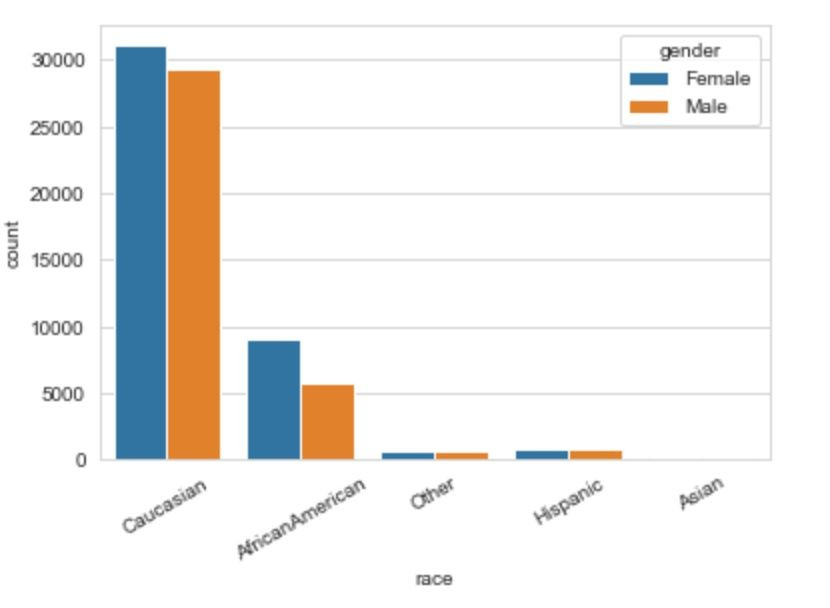 gender
Female
Male
30000
25000
20000
15000
10000
5000
0
count
Caucasian
AfricanAmerican
Other
Hispanic
Asian
race